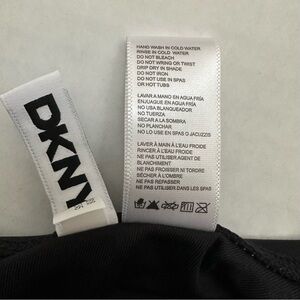 HAND WASH IN COLD WATER
RINSE IN COLD WATER
DO NOT BLEACH
DO NOT WRING OR TWIST
DRIP DRY IN SHADE
DO NOT IRON
DO NOT USE IN SPAS
OR HOT TUBS
LAVAR A MANO EN AGUA FRÍA
ENJUAGUE EN AGUA FRÍA
NO USA BLANQUEADOR
NO TUERZA
SECAR A LA SOMBRA
NO PLANCHAR
NO LO USE EN SPAS O JACUZZIS
LAVER À MAIN À L'EAU FROIDE
RINCER À L'EAU FROIDE
NE PAS UTILISER AGENT DE
BLANCHIMENT
NE PAS ESSORER NI TORDRE
SÉCHER À L'OMBRE
NE PAS REPASSER
NE PAS UTILISER DANS LES SPAS
DKNY